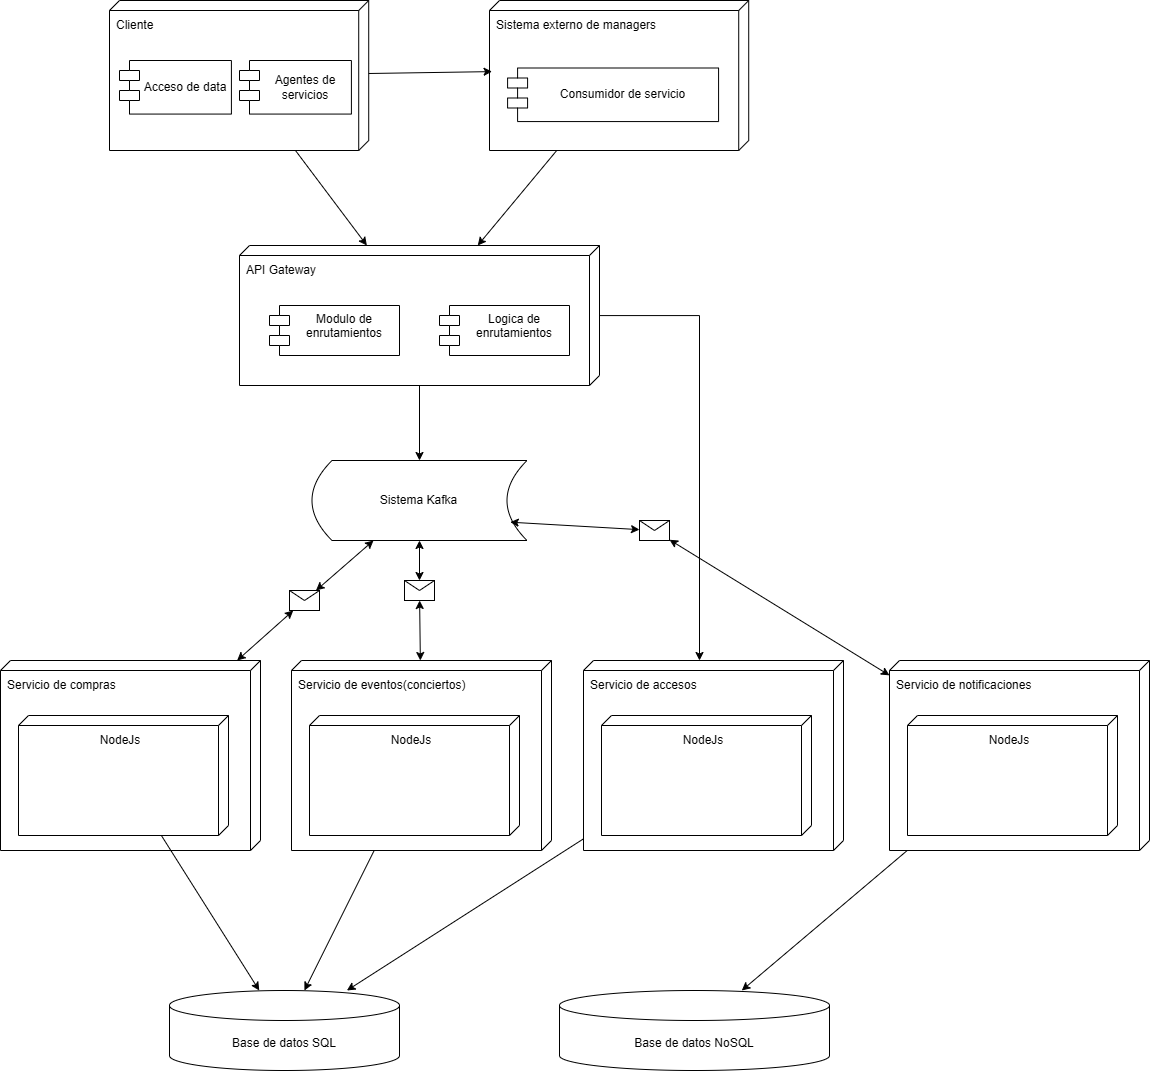 Cliente
Sistema externo de managers
Acceso de data
Agentes de
servicios
Consumidor de servicio
API Gateway
Modulo de
enrutamientos
Logica de
enrutamientos
Sistema Kafka
Servicio de compras
Servicio de eventos(conciertos)
Servicio de accesos
Servicio de notificaciones
NodeJs
NodeJs
NodeJs
NodeJs
Base de datos SQL
Base de datos NoSQL